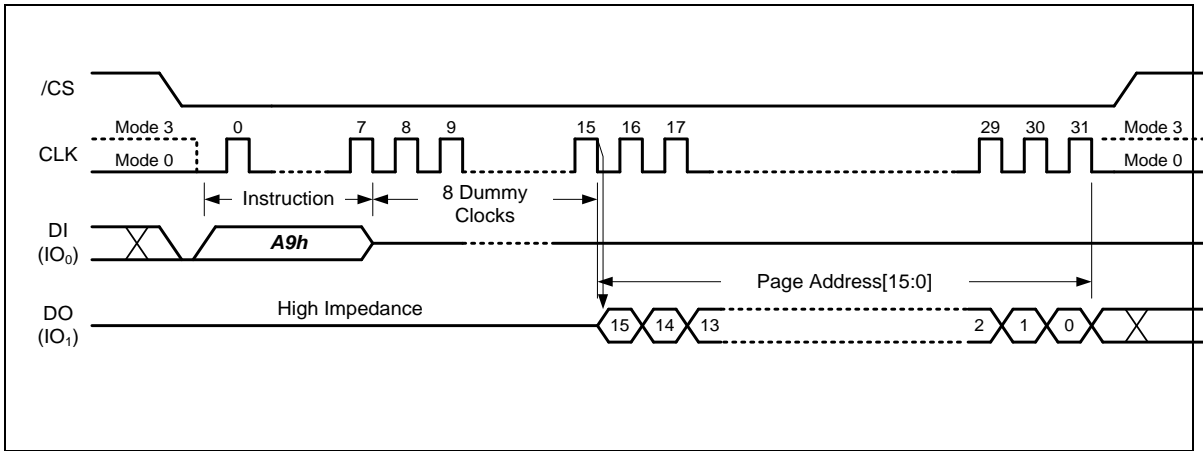 /CS
Mode 3 0 7 8 9 15 16 17 29 30 31 Mode 3
CLK
Mode 0 Mode 0
Instruction 8 Dummy
Clocks
DI
(IO₀)
A9h
Page Address[15:0]
High Impedance
DO
(IO₁)
15 14 13 2 1 0